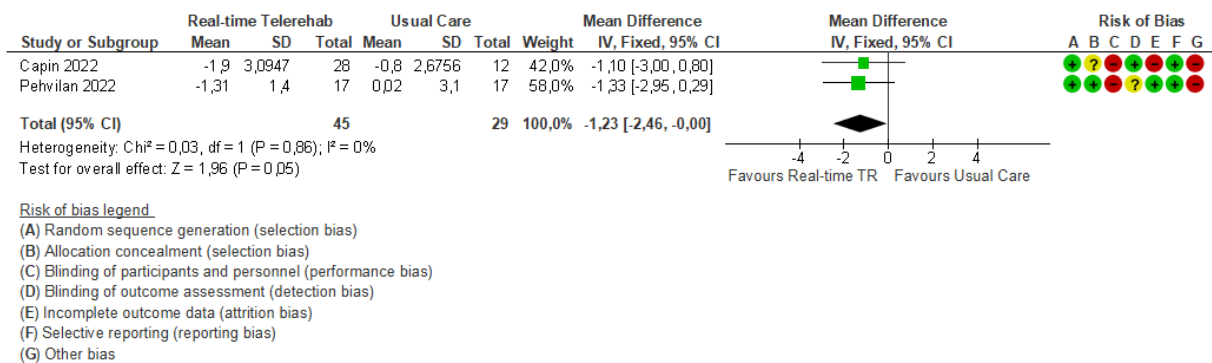 Real-time Telerehab Usual Care Mean Difference Mean Difference Risk of Bias
Study or Subgroup Mean SD Total Mean SD Total Weight IV, Fixed, 95% CI IV, Fixed, 95% CI A B C D E F G
Capin 2022 -1,9 3,0947 28 -0,8 2,6756 12 42,0% -1,10 [-3,00, 0,80] + ? - + - + -
Pehvilan 2022 -1,31 1,4 17 0,02 3,1 17 58,0% -1,33 [-2,95, 0,29] + + - ? + + -
Total (95% CI) 45 29 100,0% -1,23 [-2,46, -0,00]
Heterogeneity: Chi² = 0,03, df = 1 (P = 0,86); I² = 0%
Test for overall effect: Z = 1,96 (P = 0,05)
-4 -2 0 2 4
Favours Real-time TR Favours Usual Care
Risk of bias legend
(A) Random sequence generation (selection bias)
(B) Allocation concealment (selection bias)
(C) Blinding of participants and personnel (performance bias)
(D) Blinding of outcome assessment (detection bias)
(E) Incomplete outcome data (attrition bias)
(F) Selective reporting (reporting bias)
(G) Other bias